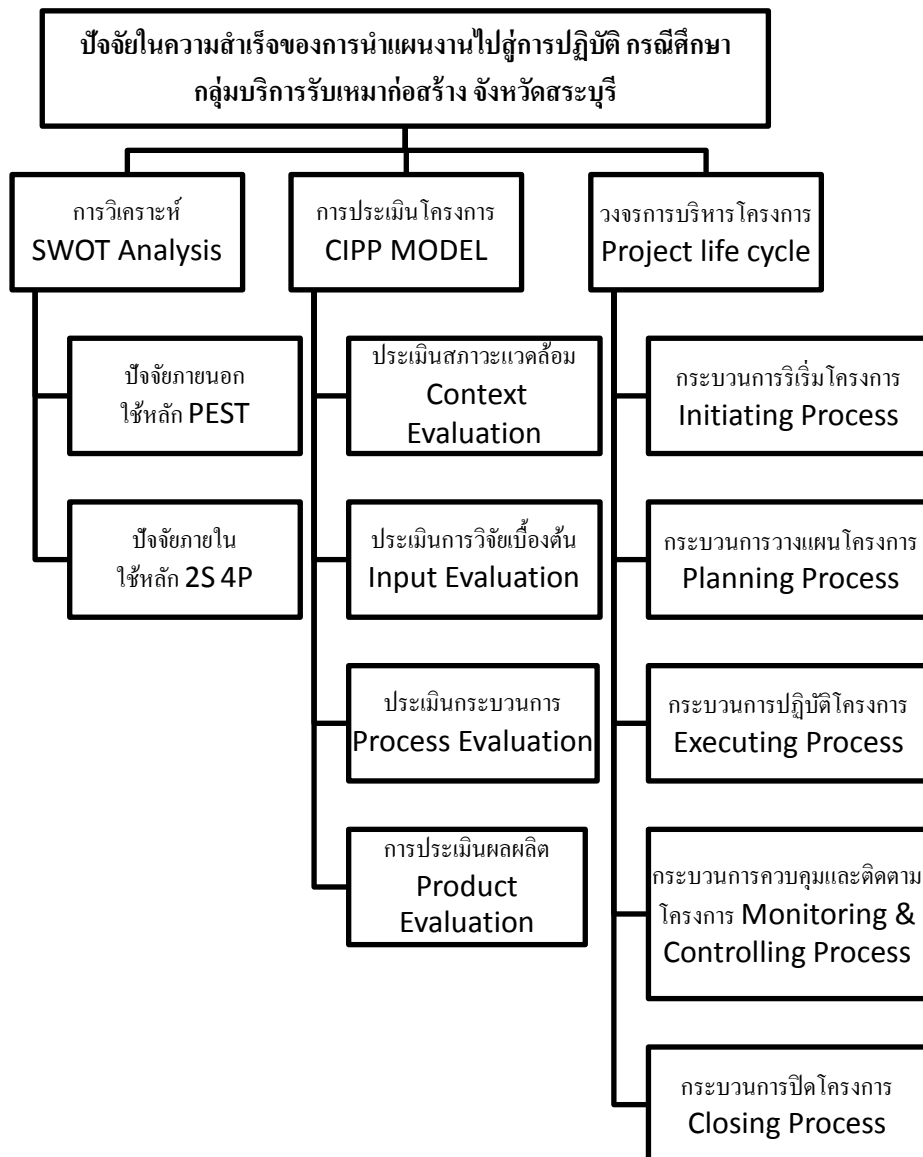 ปัจจัยในความสำเร็จของการนำแผนงานไปสู่การปฏิบัติ กรณีศึกษา
กลุ่มบริการรับเหมาก่อสร้าง จังหวัดสระบุรี
การวิเคราะห์
SWOT Analysis
ปัจจัยภายนอก
ใช้หลัก PEST
ปัจจัยภายใน
ใช้หลัก 2S 4P
การประเมินโครงการ
CIPP MODEL
ประเมินสภาวะแวดล้อม
Context
Evaluation
ประเมินการวิจัยเบื้องต้น
Input Evaluation
ประเมินกระบวนการ
Process Evaluation
การประเมินผลผลิต
Product
Evaluation
วงจรการบริหารโครงการ
Project life cycle
กระบวนการริเริ่มโครงการ
Initiating Process
กระบวนการวางแผนโครงการ
Planning Process
กระบวนการปฏิบัติโครงการ
Executing Process
กระบวนการควบคุมและติดตาม
โครงการ Monitoring &
Controlling Process
กระบวนการปิดโครงการ
Closing Process